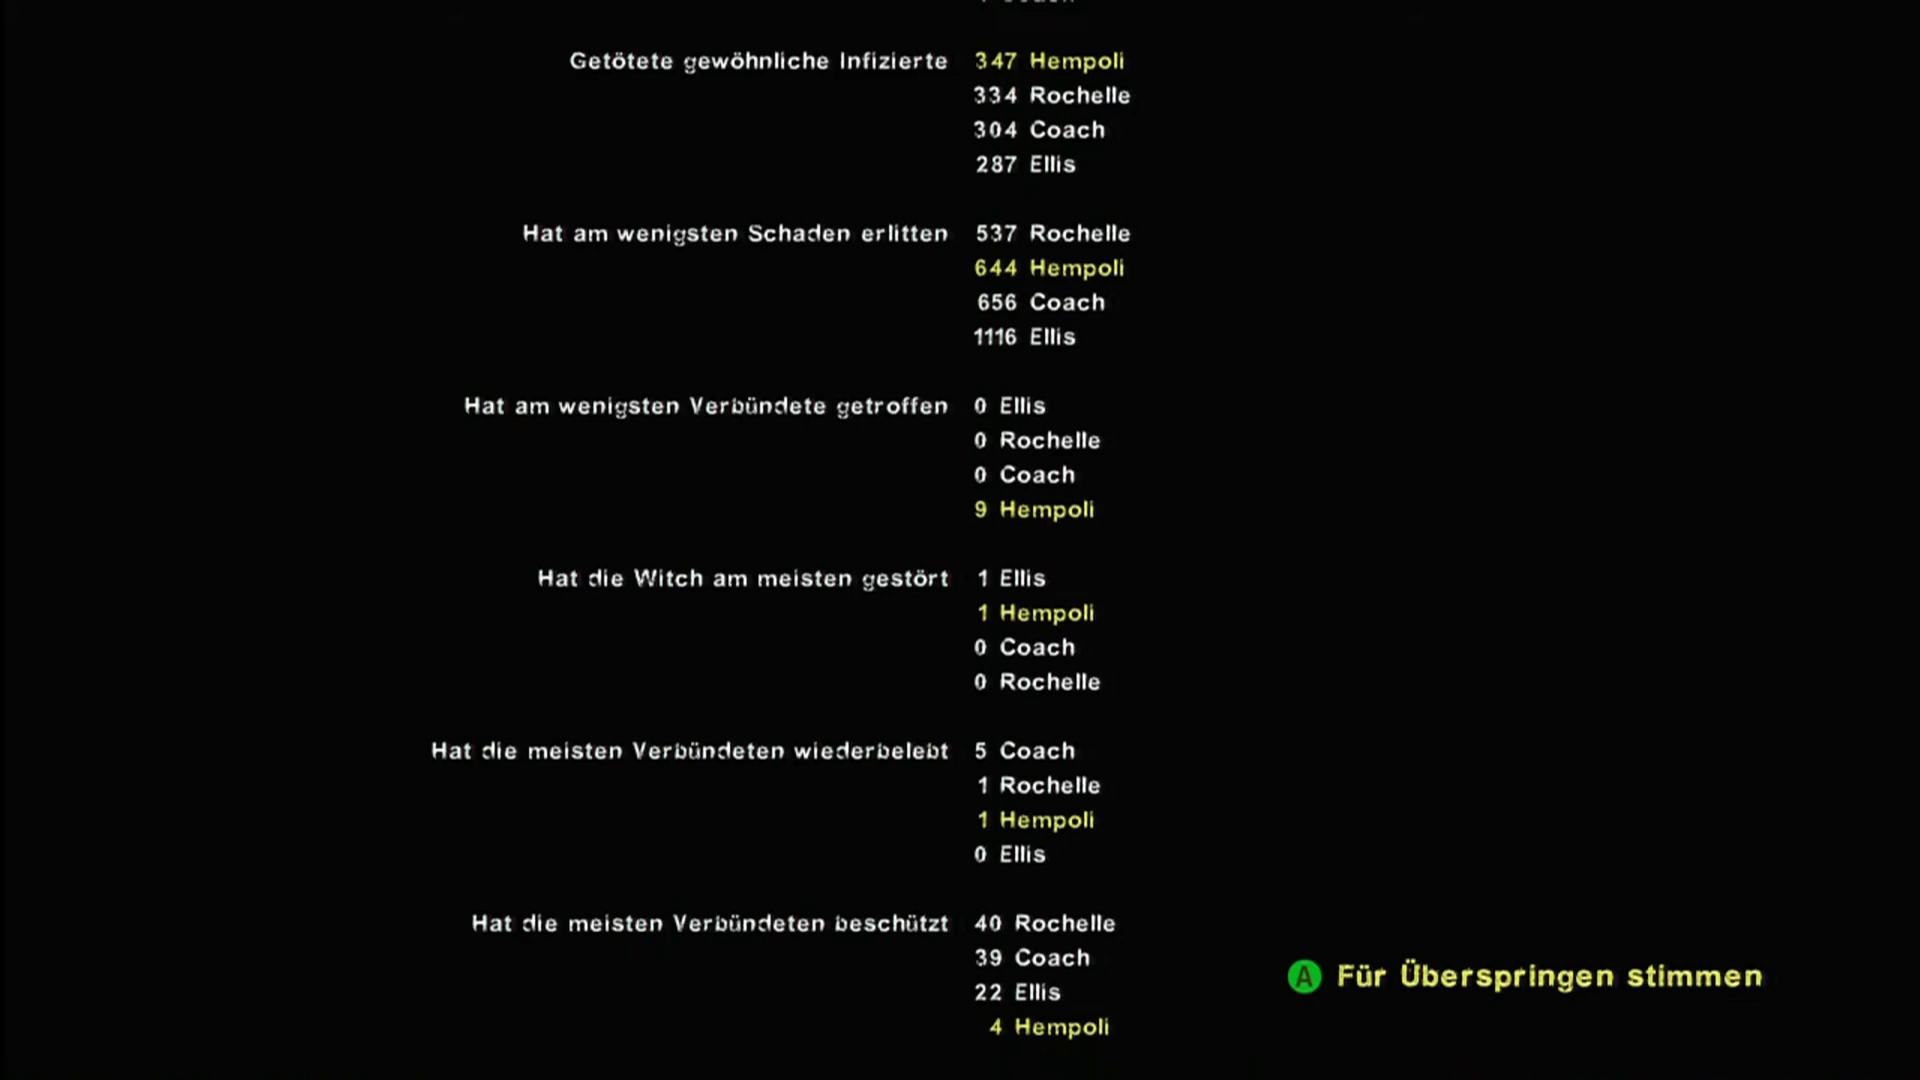 Getötete gewöhnliche Infizierte 347 Hempoli
334 Rochelle
304 Coach
287 Ellis
Hat am wenigsten Schaden erlitten 537 Rochelle
644 Hempoli
656 Coach
1116 Ellis
Hat am wenigsten Verbündete getroffen 0 Ellis
0 Rochelle
0 Coach
9 Hempoli
Hat die Witch am meisten gestört 1 Ellis
1 Hempoli
0 Coach
0 Rochelle
Hat die meisten Verbündeten wiederbelebt 5 Coach
1 Rochelle
1 Hempoli
0 Ellis
Hat die meisten Verbündeten beschützt 40 Rochelle
39 Coach
22 Ellis
4 Hempoli
A Für Überspringen stimmen